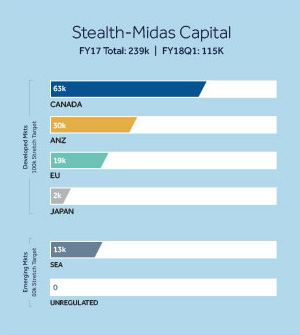 Stealth-Midas Capital
FY17 Total: 239k | FY18Q1: 115K
Developed Mkts
100k Stretch Target
63k
CANADA
30k
ANZ
19k
EU
2k
JAPAN
Emerging Mkts
60k Stretch Target
13k
SEA
0
UNREGULATED